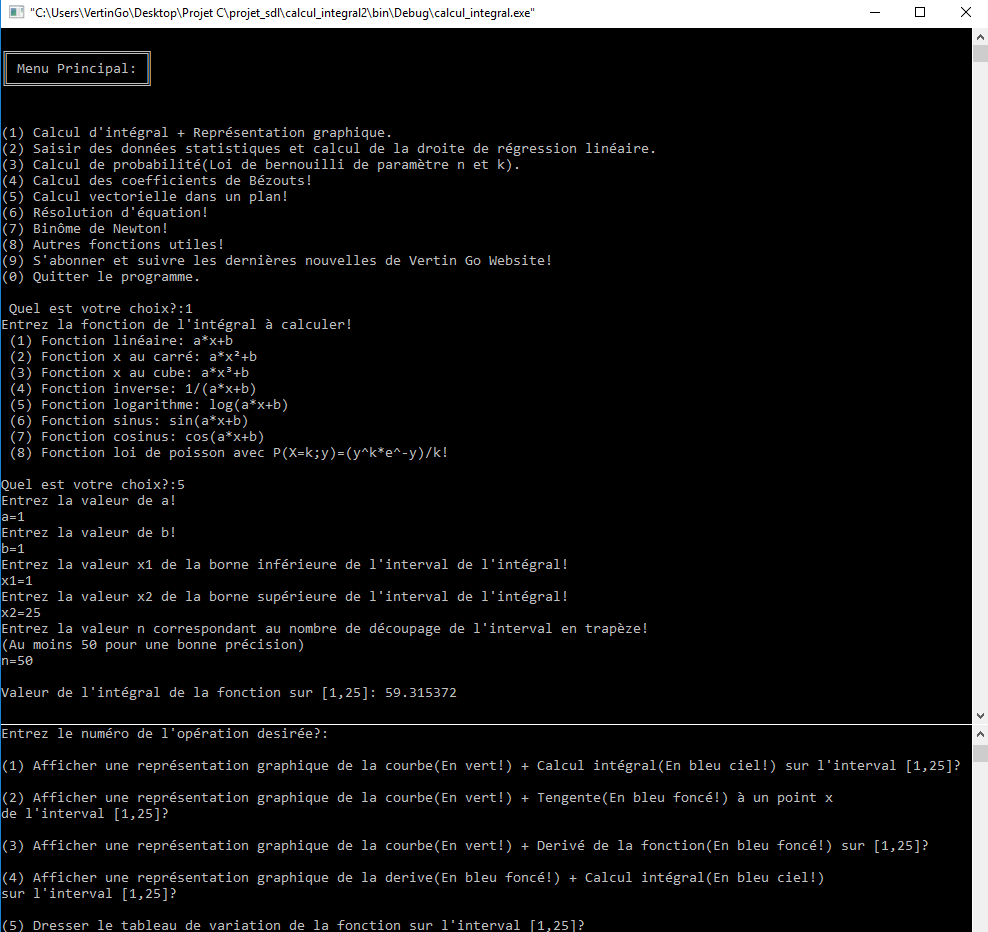 "C:\Users\VertinGo\Desktop\Projet C\projet_sdl\calcul_integral2\bin\Debug\calcul_integral.exe"
Menu Principal:
(1) Calcul d'intégral + Représentation graphique.
(2) Saisir des données statistiques et calcul de la droite de régression linéaire.
(3) Calcul de probabilité(Loi de bernouilli de paramètre n et k).
(4) Calcul des coefficients de Bézouts!
(5) Calcul vectorielle dans un plan!
(6) Résolution d'équation!
(7) Binôme de Newton!
(8) Autres fonctions utiles!
(9) S'abonner et suivre les dernières nouvelles de Vertin Go Website!
(0) Quitter le programme.
Quel est votre choix?:1
Entrez la fonction de l'intégral à calculer!
(1) Fonction linéaire: a*x+b
(2) Fonction x au carré: a*x²+b
(3) Fonction x au cube: a*x³+b
(4) Fonction inverse: 1/(a*x+b)
(5) Fonction logarithme: log(a*x+b)
(6) Fonction sinus: sin(a*x+b)
(7) Fonction cosinus: cos(a*x+b)
(8) Fonction loi de poisson avec P(X=k;y)=(y^k*e^-y)/k!
Quel est votre choix?:5
Entrez la valeur de a!
a=1
Entrez la valeur de b!
b=1
Entrez la valeur x1 de la borne inférieure de l'interval de l'intégral!
x1=1
Entrez la valeur x2 de la borne supérieure de l'interval de l'intégral!
x2=25
Entrez la valeur n correspondant au nombre de découpage de l'interval en trapèze!
(Au moins 50 pour une bonne précision)
n=50
Valeur de l'intégral de la fonction sur [1,25]: 59.315372
Entrez le numéro de l'opération desirée?:
(1) Afficher une représentation graphique de la courbe(En vert!) + Calcul intégral(En bleu ciel!) sur l'interval [1,25]?
(2) Afficher une représentation graphique de la courbe(En vert!) + Tengente(En bleu foncé!) à un point x
de l'interval [1,25]?
(3) Afficher une représentation graphique de la courbe(En vert!) + Derivé de la fonction(En bleu foncé!) sur [1,25]?
(4) Afficher une représentation graphique de la derive(En bleu foncé!) + Calcul intégral(En bleu ciel!)
sur l'interval [1,25]?
(5) Dresser le tableau de variation de la fonction sur l'interval [1,25]?